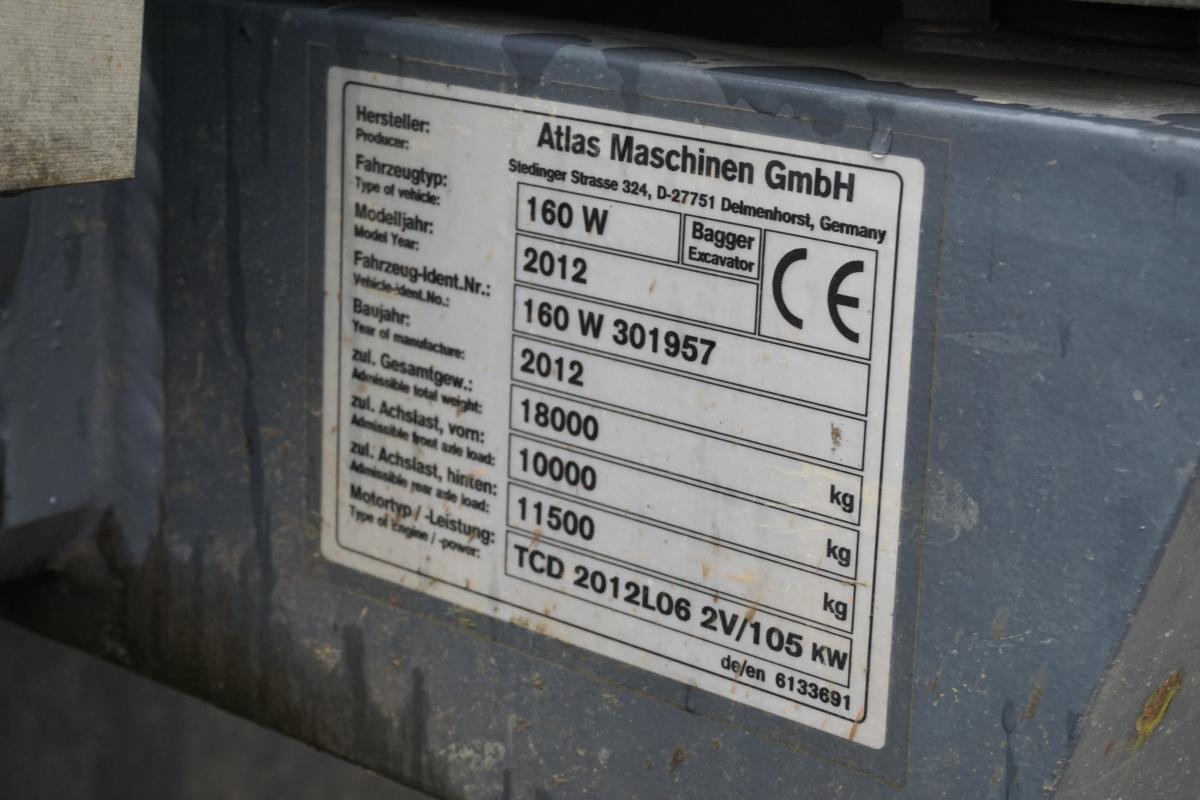 Hersteller:
Producer:
Atlas Maschinen GmbH
Stedinger Strasse 324, D-27751 Delmenhorst, Germany
Fahrzeugtyp:
Type of vehicle:
160 W
Bagger
Excavator
CE
Modelljahr:
Model Year:
2012
Fahrzeug-Ident.Nr.:
Vehicle-ident.No.:
160 W 301957
Baujahr:
Year of manufacture:
2012
zul. Gesamtgew.:
Admissible total weight:
18000 kg
zul. Achslast, vorn:
Admissible front axle load:
10000 kg
zul. Achslast, hinten:
Admissible rear axle load:
11500 kg
Motortyp / -Leistung:
Type of Engine / -power:
TCD 2012L06 2V/105 KW
de/en 6133691